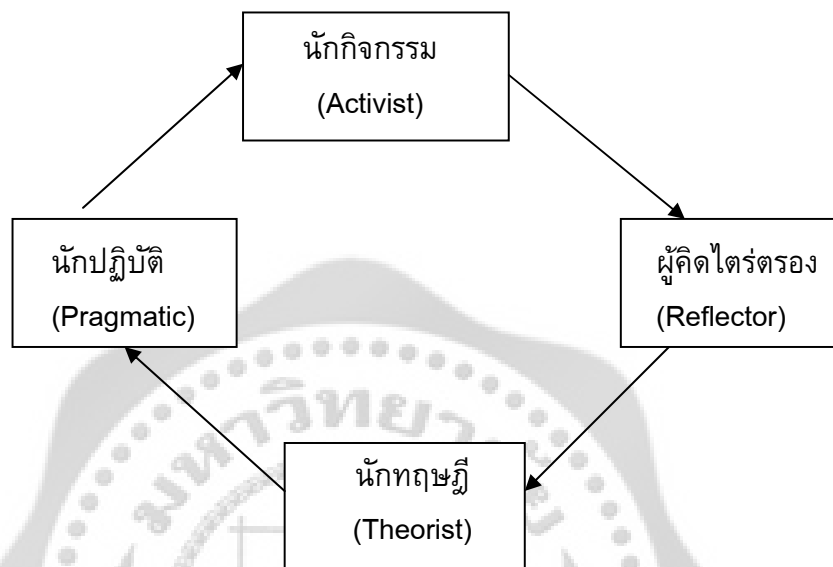 นักกิจกรรม
(Activist)
นักปฏิบัติ
(Pragmatic)
ผู้คิดไตร่ตรอง
(Reflector)
นักทฤษฎี
(Theorist)